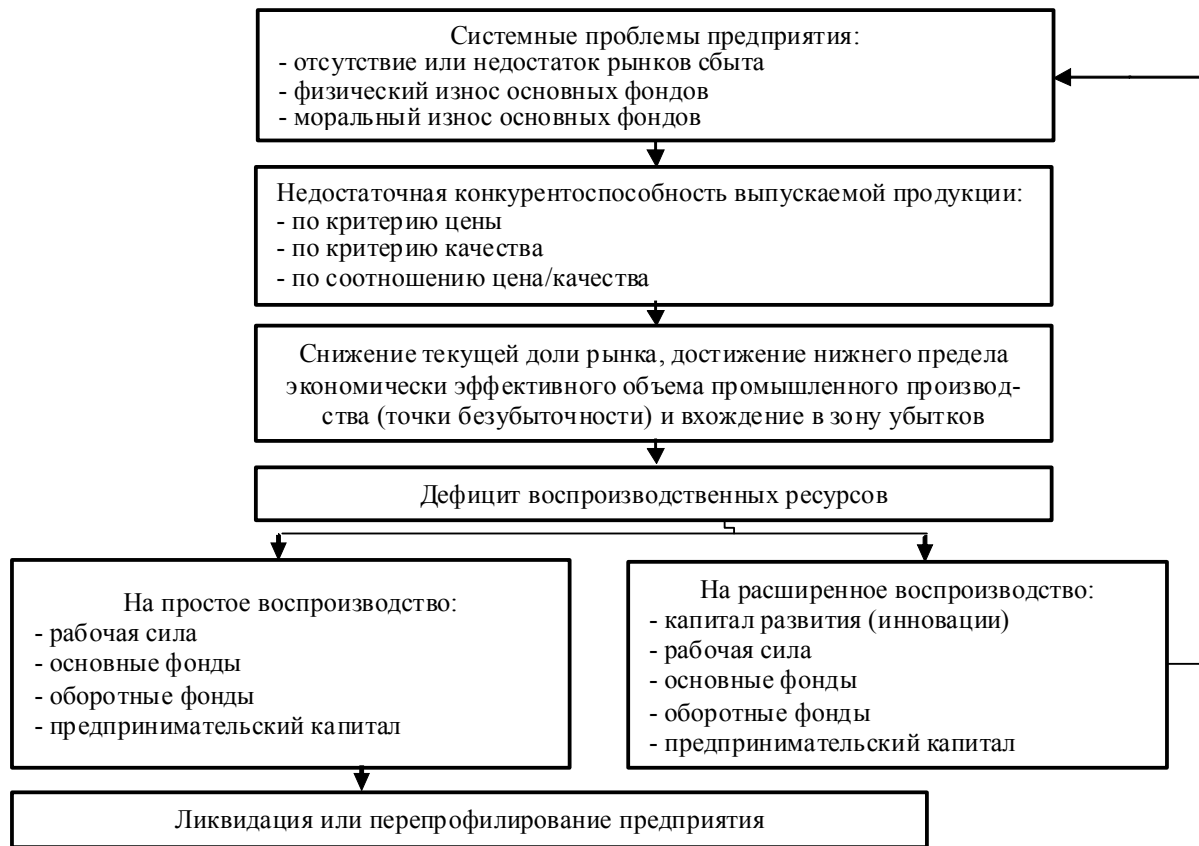 Системные проблемы предприятия:
- отсутствие или недостаток рынков сбыта
- физический износ основных фондов
- моральный износ основных фондов
Недостаточная конкурентоспособность выпускаемой продукции:
- по критерию цены
- по критерию качества
- по соотношению цена/качества
Снижение текущей доли рынка, достижение нижнего предела
экономически эффективного объема промышленного производ-
ства (точки безубыточности) и вхождение в зону убытков
Дефицит воспроизводственных ресурсов
На простое воспроизводство:
- рабочая сила
- основные фонды
- оборотные фонды
- предпринимательский капитал
На расширенное воспроизводство:
- капитал развития (инновации)
- рабочая сила
- основные фонды
- оборотные фонды
- предпринимательский капитал
Ликвидация или перепрофилирование предприятия